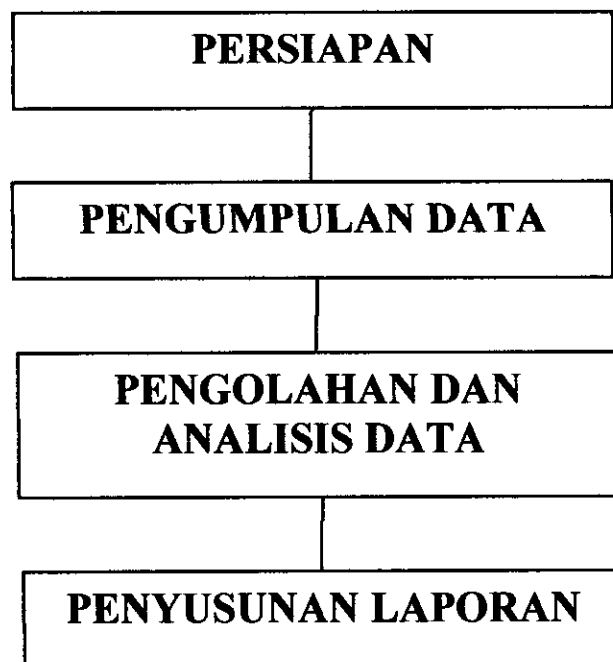 PERSIAPAN
PENGUMPULAN DATA
PENGOLAHAN DAN
ANALISIS DATA
PENYUSUNAN LAPORAN